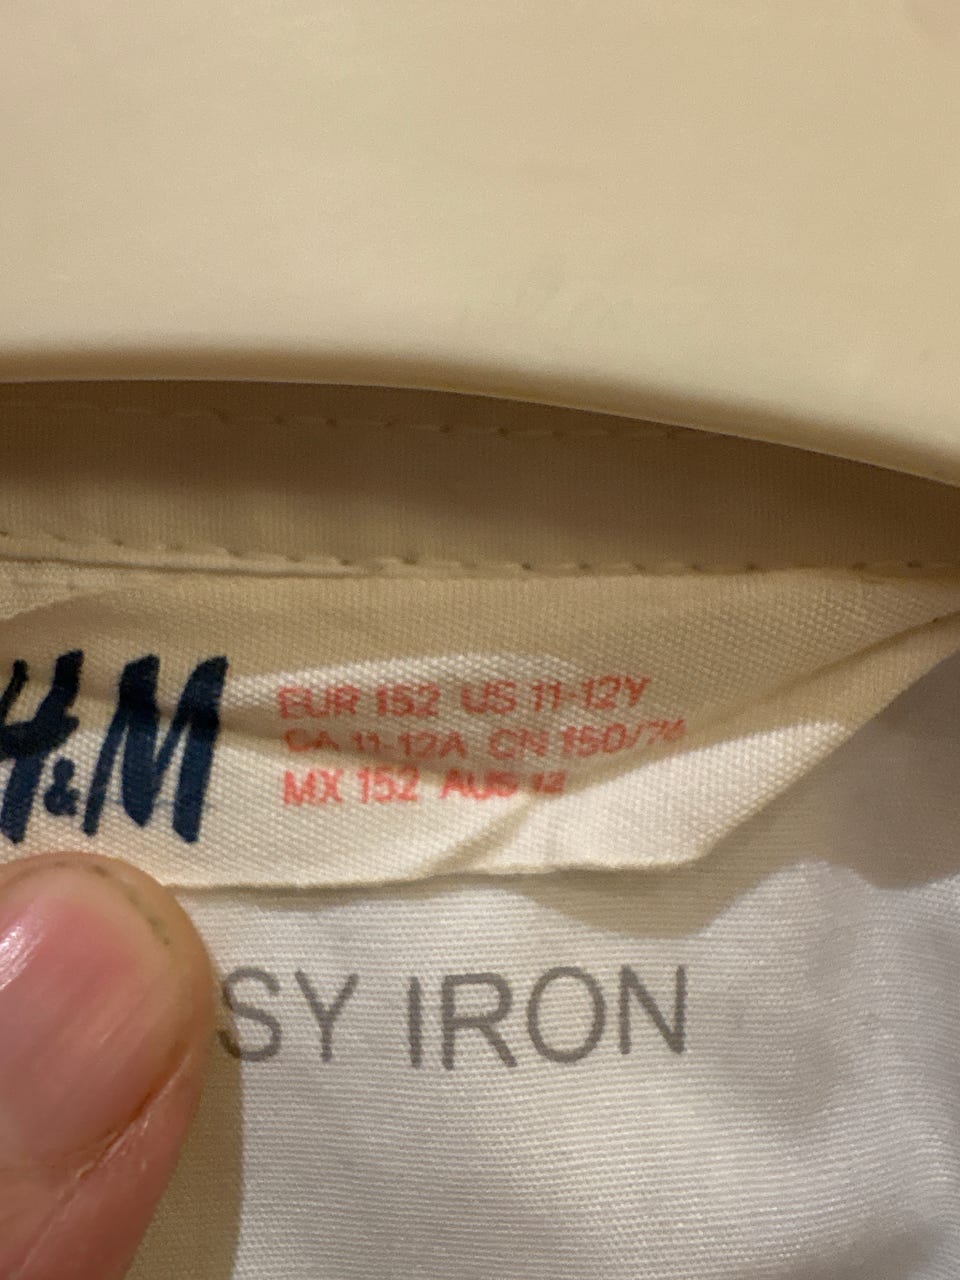 H&M
EUR 152 US 11-12Y
CA 11-12A CN 150/76
MX 152 AUS 12
SY IRON